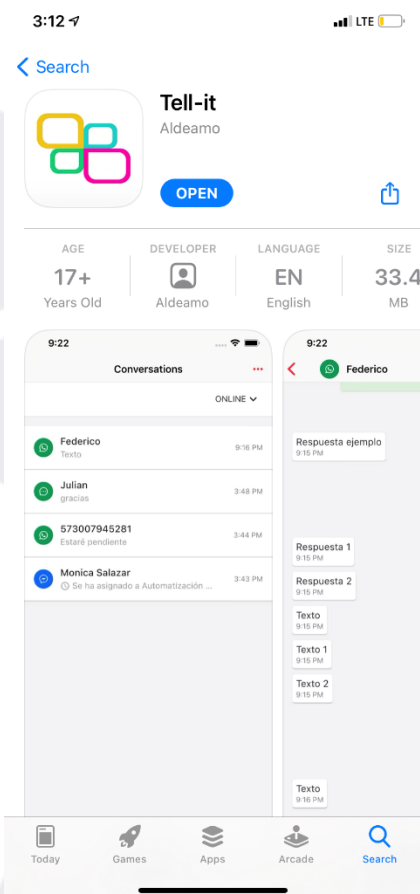 3:12
LTE
Search
Tell-it
Aldeamo
OPEN
AGE
17+
Years Old
DEVELOPER
Aldeamo
LANGUAGE
EN
English
SIZE
33.4
MB
9:22
Conversations
ONLINE
Federico
Texto
9:16 PM
Julian
gracias
3:48 PM
573007945281
Estaré pendiente
3:44 PM
Monica Salazar
Se ha asignado a Automatización ...
3:43 PM
9:22
Federico
Respuesta ejemplo
9:15 PM
Respuesta 1
9:15 PM
Respuesta 2
9:15 PM
Texto
9:15 PM
Texto 1
9:15 PM
Texto 2
9:15 PM
Texto
9:16 PM
Today
Games
Apps
Arcade
Search